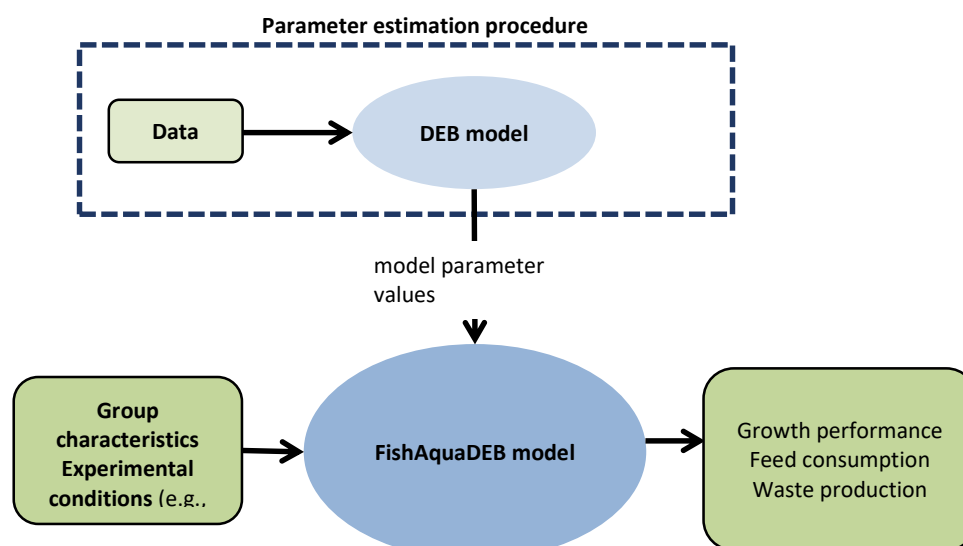 Parameter estimation procedure
Data
DEB model
model parameter
values
Group
characteristics
Experimental
conditions (e.g.,
FishAquaDEB model
Growth performance
Feed consumption
Waste production